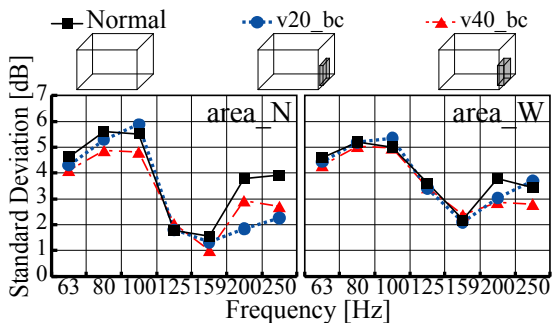 Normal v20_bc v40_bc
Standard Deviation [dB]
7
6
5
4
3
2
1
0
area_N area_W
63 80 100 125 159 200 250 63 80 100 125 159 200 250
Frequency [Hz]